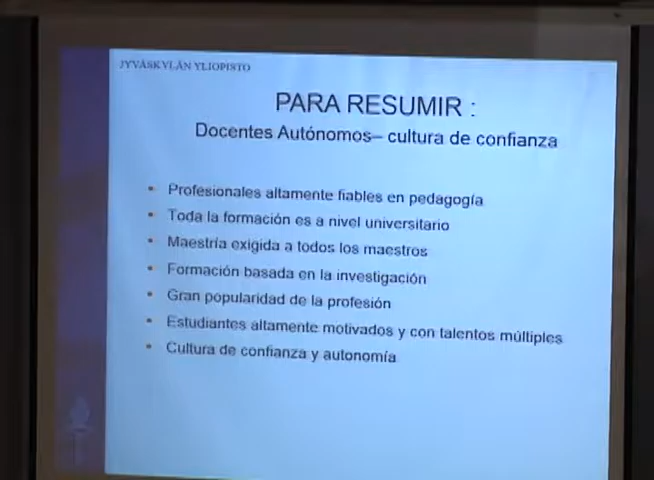 JYVÄSKYLÄN YLIOPISTO
PARA RESUMIR :
Docentes Autónomos– cultura de confianza
• Profesionales altamente fiables en pedagogía
• Toda la formación es a nivel universitario
• Maestría exigida a todos los maestros
• Formación basada en la investigación
• Gran popularidad de la profesión
• Estudiantes altamente motivados y con talentos múltiples
• Cultura de confianza y autonomía